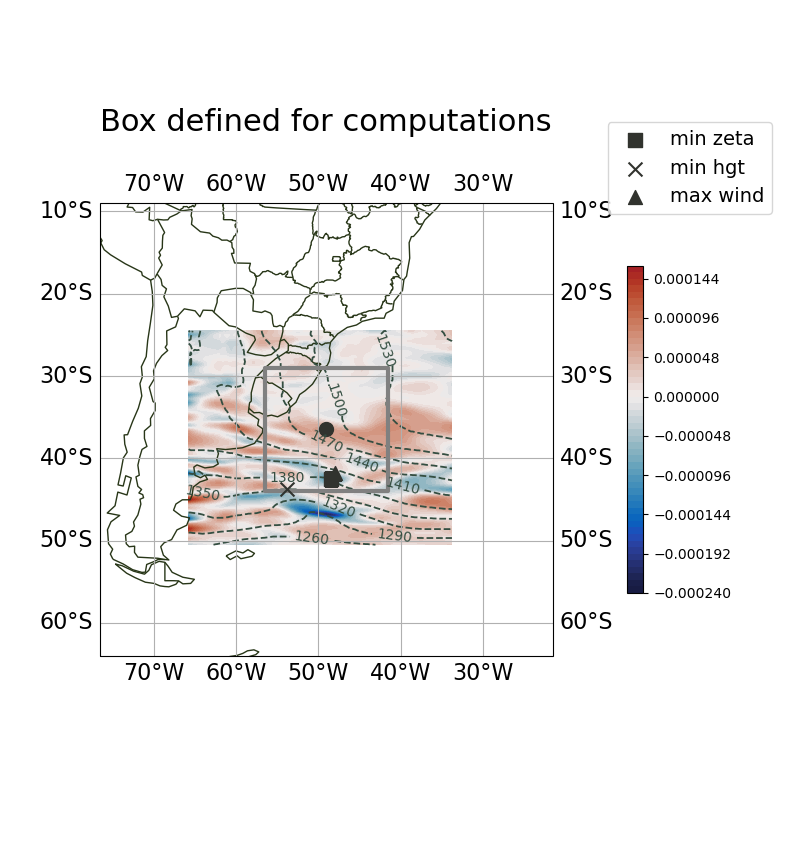 Box defined for computations
min zeta
min hgt
max wind
70°W 60°W 50°W 40°W 30°W
10°S 10°S
20°S 20°S
30°S 30°S
40°S 40°S
50°S 50°S
60°S 60°S
70°W 60°W 50°W 40°W 30°W
1530
1500
1470
1440
1380
1410
1350
1320
1260
1290
0.000144
0.000096
0.000048
0.000000
−0.000048
−0.000096
−0.000144
−0.000192
−0.000240